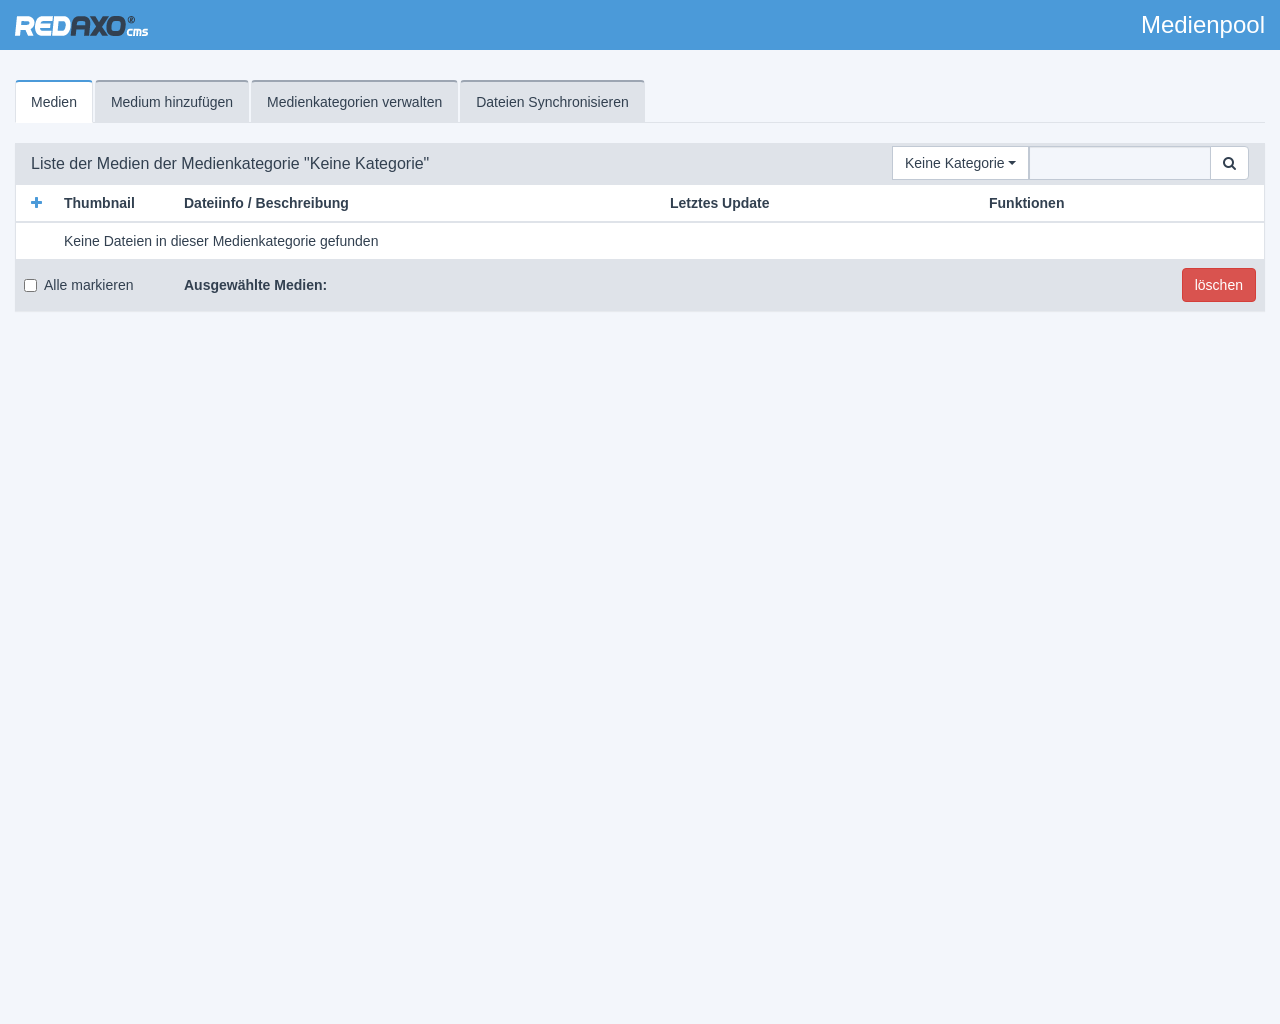 REDAXO® cms
Medienpool
Medien
Medium hinzufügen
Medienkategorien verwalten
Dateien Synchronisieren
Liste der Medien der Medienkategorie "Keine Kategorie"
Keine Kategorie
Thumbnail
Dateiinfo / Beschreibung
Letztes Update
Funktionen
Keine Dateien in dieser Medienkategorie gefunden
Alle markieren
Ausgewählte Medien:
löschen